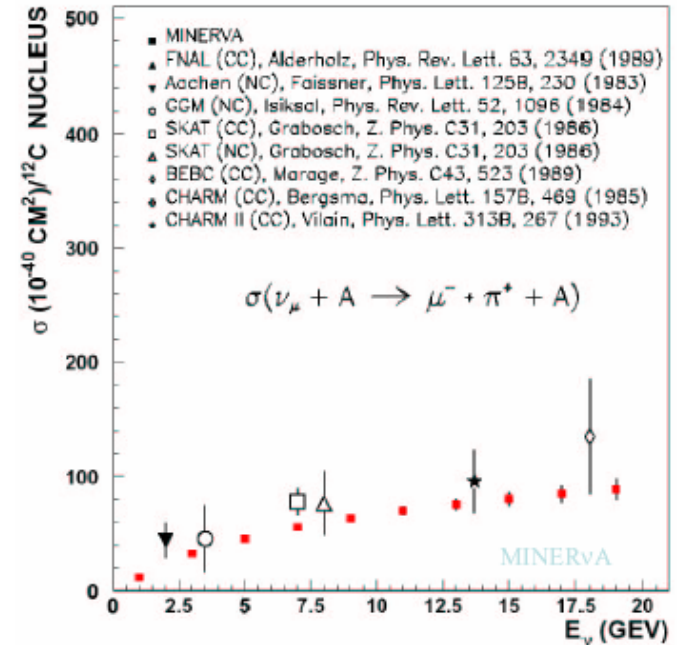 500
400
300
200
100
0
σ (10⁻⁴⁰ CM²)/¹²C NUCLEUS
MINERVA
FNAL (CC), Alderholz, Phys. Rev. Lett. 63, 2349 (1989)
Aachen (NC), Faissner, Phys. Lett. 125B, 230 (1983)
GGM (NC), Isiksal, Phys. Rev. Lett. 52, 1096 (1984)
SKAT (CC), Grabosch, Z. Phys. C31, 203 (1986)
SKAT (NC), Grabosch, Z. Phys. C31, 203 (1986)
BEBC (CC), Marage, Z. Phys. C43, 523 (1989)
CHARM (CC), Bergsma, Phys. Lett. 157B, 469 (1985)
CHARM II (CC), Vilain, Phys. Lett. 313B, 267 (1993)
σ(ν_μ + A → μ⁻ + π⁺ + A)
MINERνA
0 2.5 5 7.5 10 12.5 15 17.5 20
E_ν (GEV)